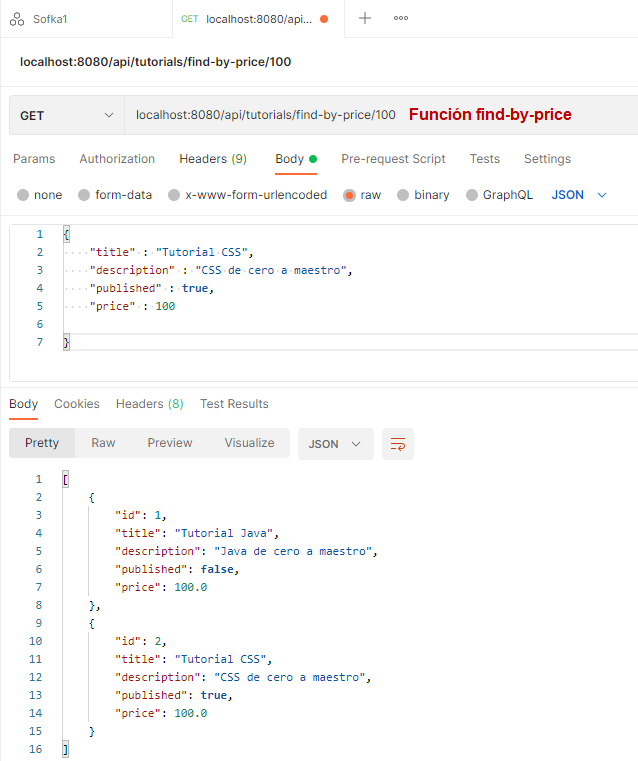 Sofka1
GET localhost:8080/api...
localhost:8080/api/tutorials/find-by-price/100
GET localhost:8080/api/tutorials/find-by-price/100 Función find-by-price
Params Authorization Headers (9) Body Pre-request Script Tests Settings
none form-data x-www-form-urlencoded raw binary GraphQL JSON
1 {
2 "title" : "Tutorial CSS",
3 "description" : "CSS de cero a maestro",
4 "published" : true,
5 "price" : 100
6
7 }
Body Cookies Headers (8) Test Results
Pretty Raw Preview Visualize JSON
1 [
2 {
3 "id": 1,
4 "title": "Tutorial Java",
5 "description": "Java de cero a maestro",
6 "published": false,
7 "price": 100.0
8 },
9 {
10 "id": 2,
11 "title": "Tutorial CSS",
12 "description": "CSS de cero a maestro",
13 "published": true,
14 "price": 100.0
15 }
16 ]